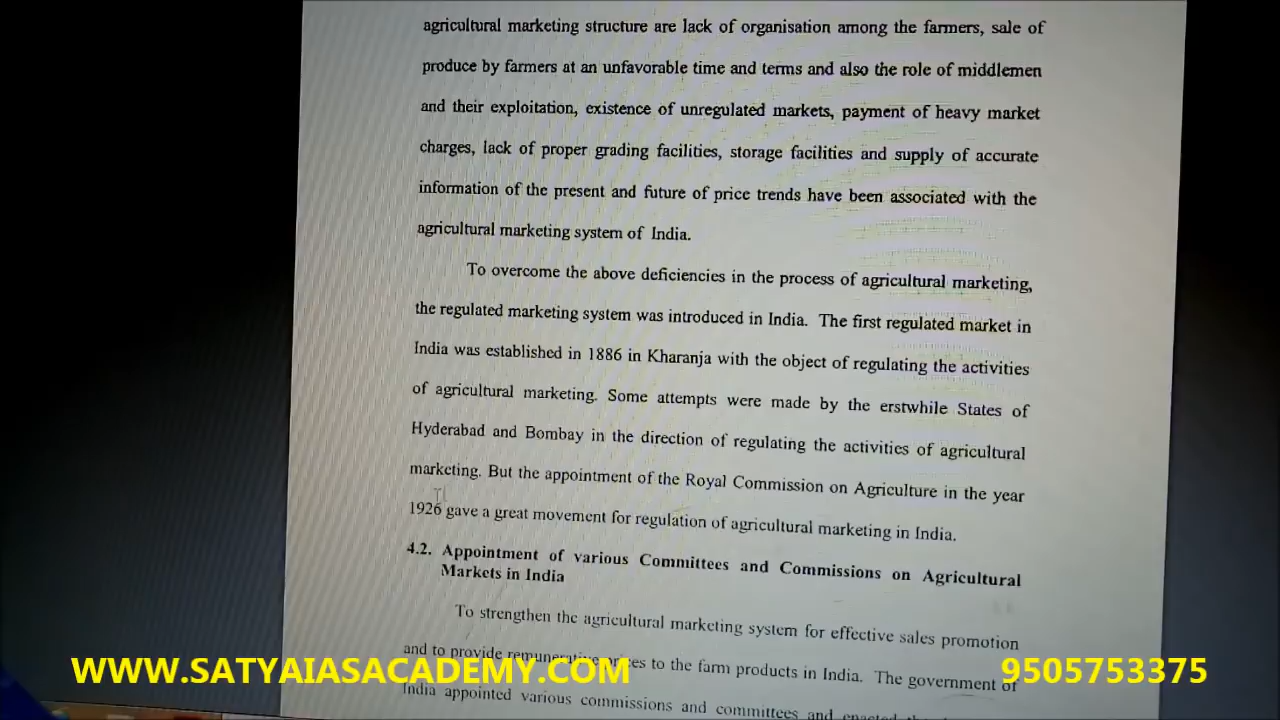 agricultural marketing structure are lack of organisation among the farmers, sale of
produce by farmers at an unfavorable time and terms and also the role of middlemen
and their exploitation, existence of unregulated markets, payment of heavy market
charges, lack of proper grading facilities, storage facilities and supply of accurate
information of the present and future of price trends have been associated with the
agricultural marketing system of India.
To overcome the above deficiencies in the process of agricultural marketing,
the regulated marketing system was introduced in India. The first regulated market in
India was established in 1886 in Kharanja with the object of regulating the activities
of agricultural marketing. Some attempts were made by the erstwhile States of
Hyderabad and Bombay in the direction of regulating the activities of agricultural
marketing. But the appointment of the Royal Commission on Agriculture in the year
1926 gave a great movement for regulation of agricultural marketing in India.
4.2. Appointment of various Committees and Commissions on Agricultural
Markets in India
To strengthen the agricultural marketing system for effective sales promotion
and to provide remunerative prices to the farm products in India. The government of
India appointed various commissions and committees and enacted
WWW.SATYAIASACADEMY.COM
9505753375